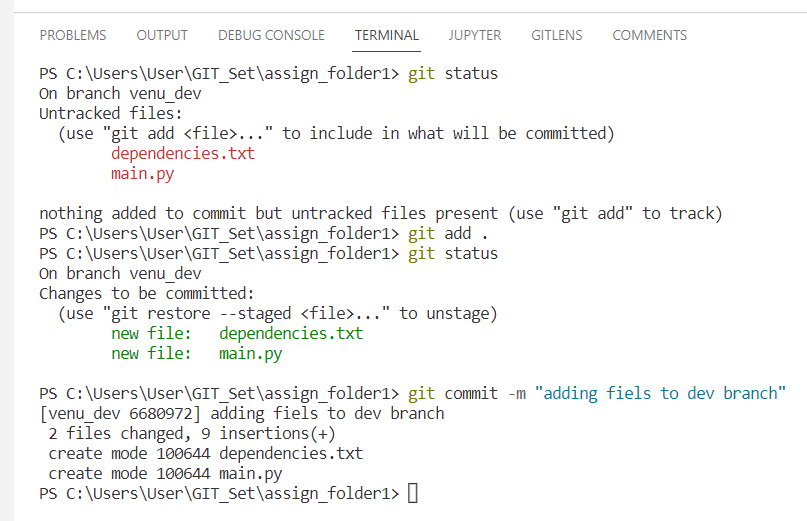 PROBLEMS OUTPUT DEBUG CONSOLE TERMINAL JUPYTER GITLENS COMMENTS
PS C:\Users\User\GIT_Set\assign_folder1> git status
On branch venu_dev
Untracked files:
  (use "git add <file>..." to include in what will be committed)
        dependencies.txt
        main.py
nothing added to commit but untracked files present (use "git add" to track)
PS C:\Users\User\GIT_Set\assign_folder1> git add .
PS C:\Users\User\GIT_Set\assign_folder1> git status
On branch venu_dev
Changes to be committed:
  (use "git restore --staged <file>..." to unstage)
        new file:   dependencies.txt
        new file:   main.py
PS C:\Users\User\GIT_Set\assign_folder1> git commit -m "adding fiels to dev branch"
[venu_dev 6680972] adding fiels to dev branch
 2 files changed, 9 insertions(+)
 create mode 100644 dependencies.txt
 create mode 100644 main.py
PS C:\Users\User\GIT_Set\assign_folder1>